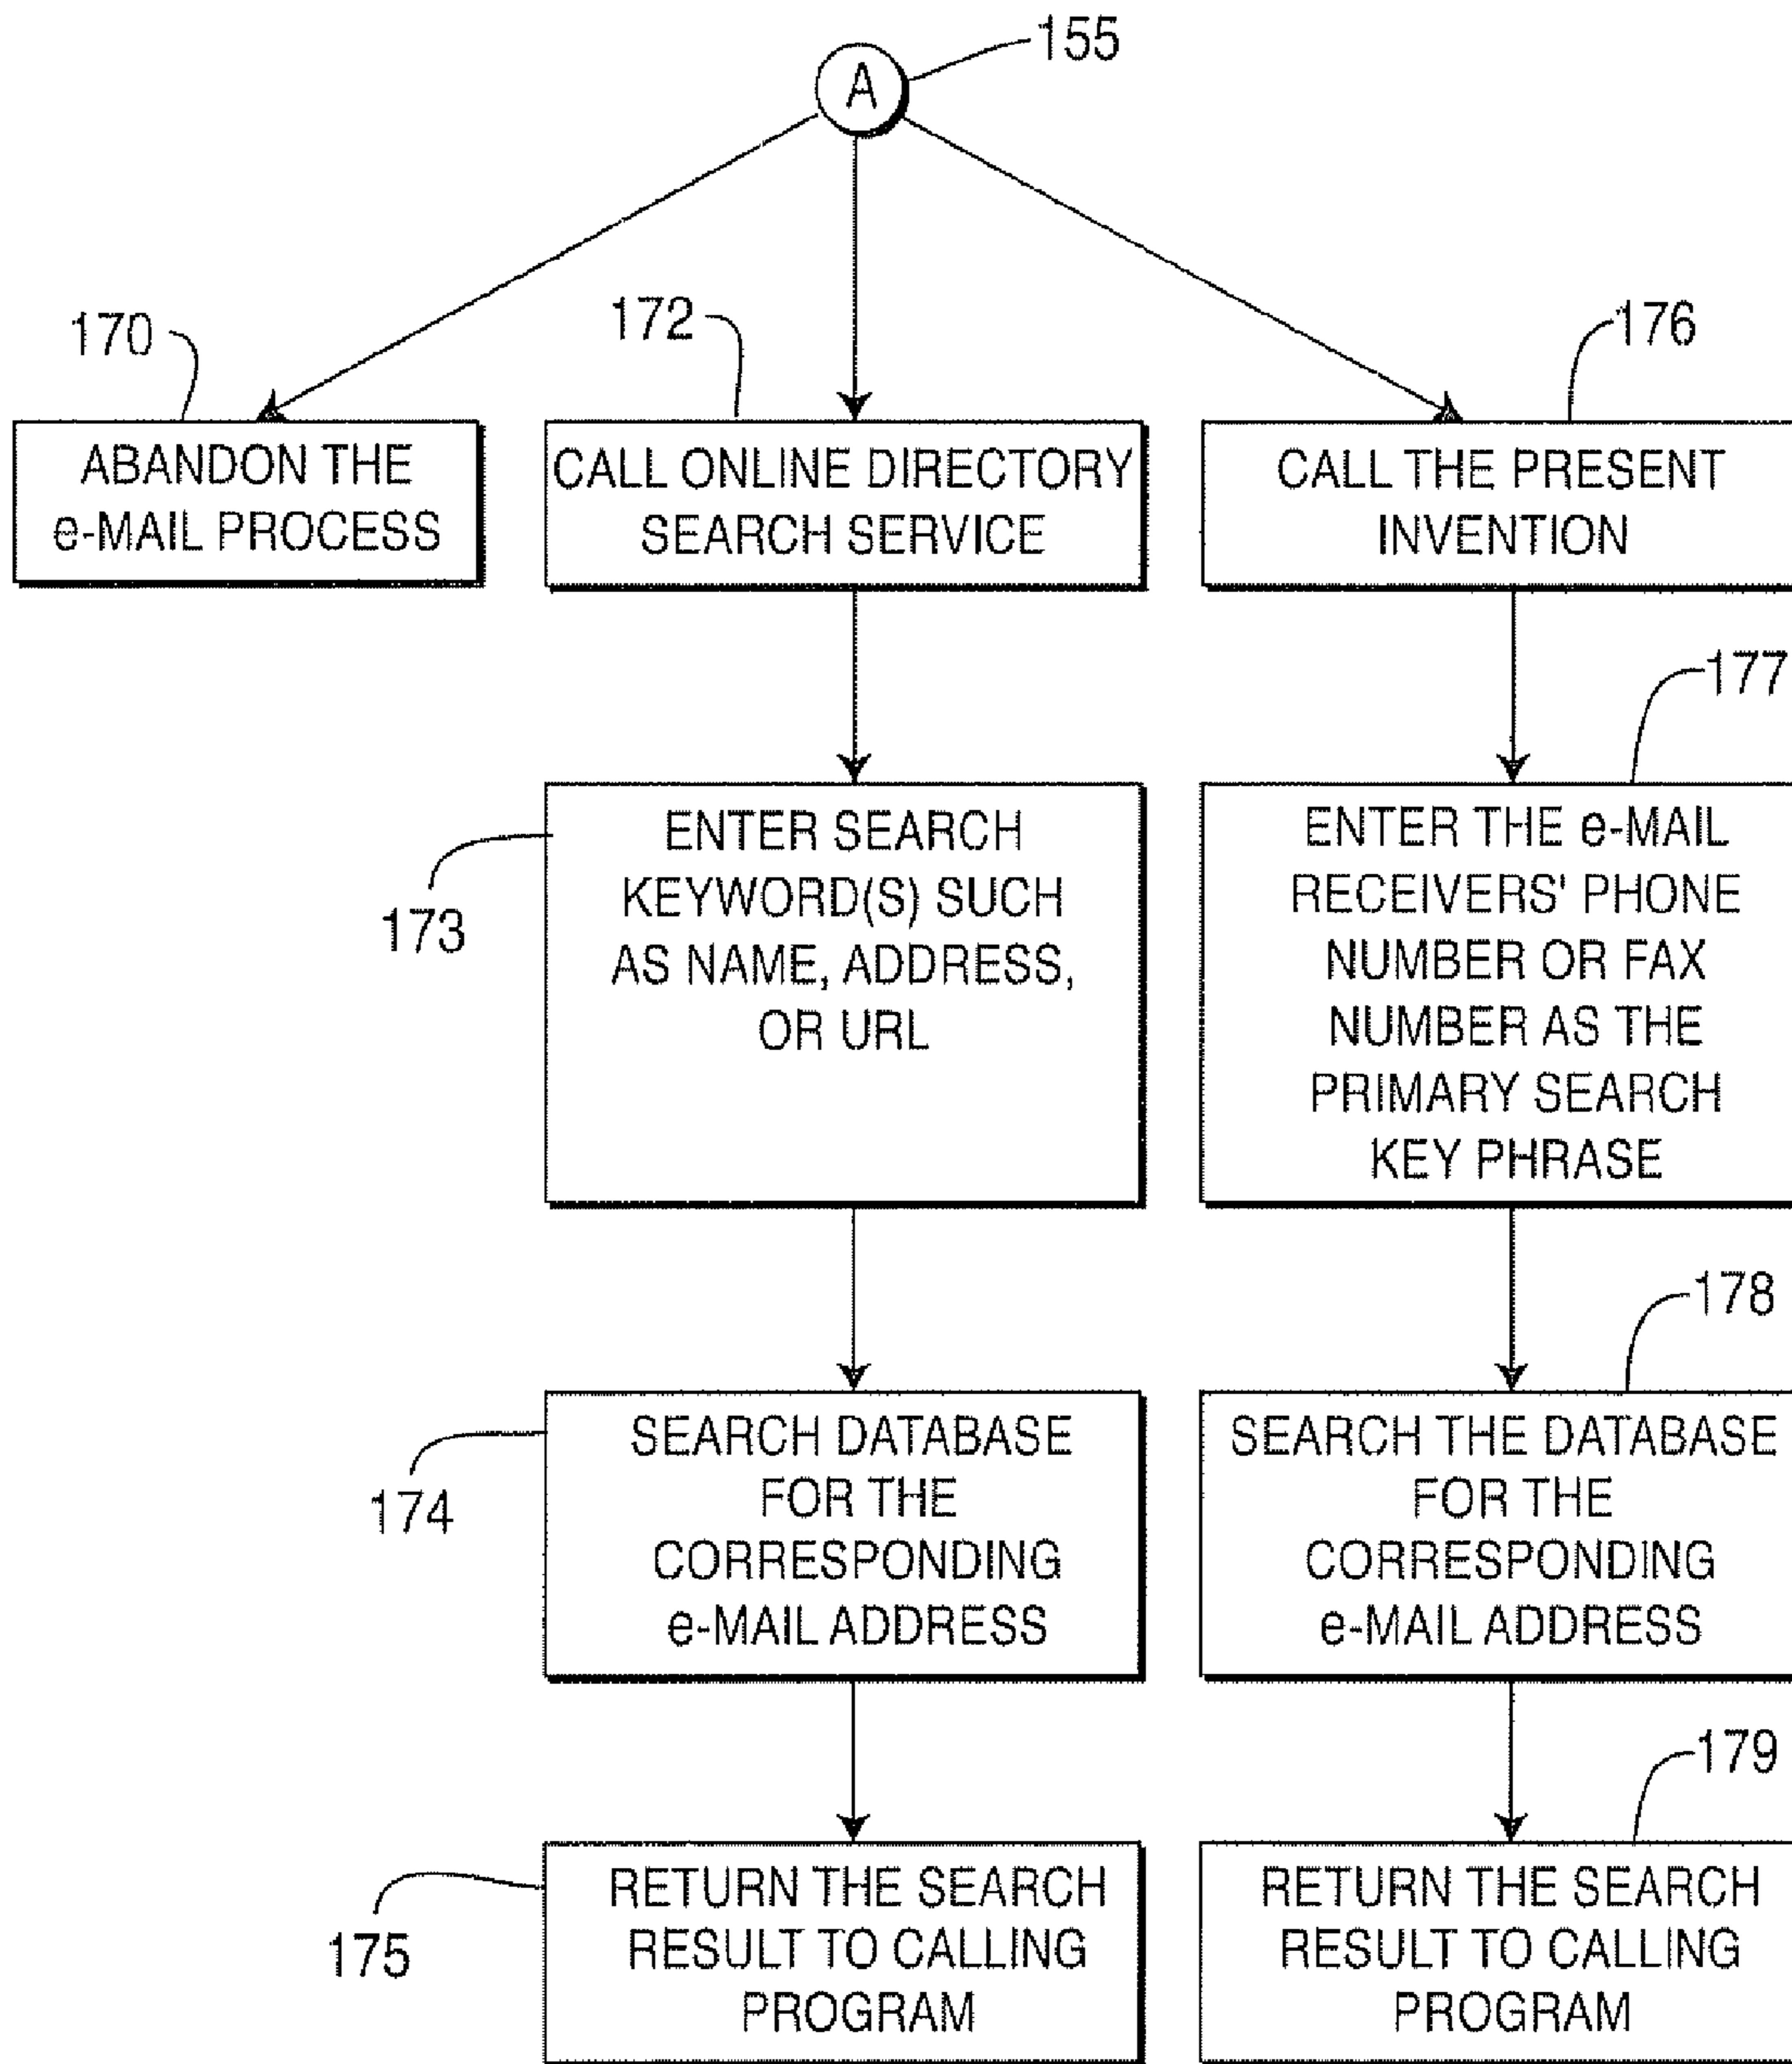 155
A
170
172
176
ABANDON THE
e-MAIL PROCESS
CALL ONLINE DIRECTORY
SEARCH SERVICE
CALL THE PRESENT
INVENTION
177
173
ENTER SEARCH
KEYWORD(S) SUCH
AS NAME, ADDRESS,
OR URL
ENTER THE e-MAIL
RECEIVERS' PHONE
NUMBER OR FAX
NUMBER AS THE
PRIMARY SEARCH
KEY PHRASE
178
174
SEARCH DATABASE
FOR THE
CORRESPONDING
e-MAIL ADDRESS
SEARCH THE DATABASE
FOR THE
CORRESPONDING
e-MAIL ADDRESS
179
175
RETURN THE SEARCH
RESULT TO CALLING
PROGRAM
RETURN THE SEARCH
RESULT TO CALLING
PROGRAM